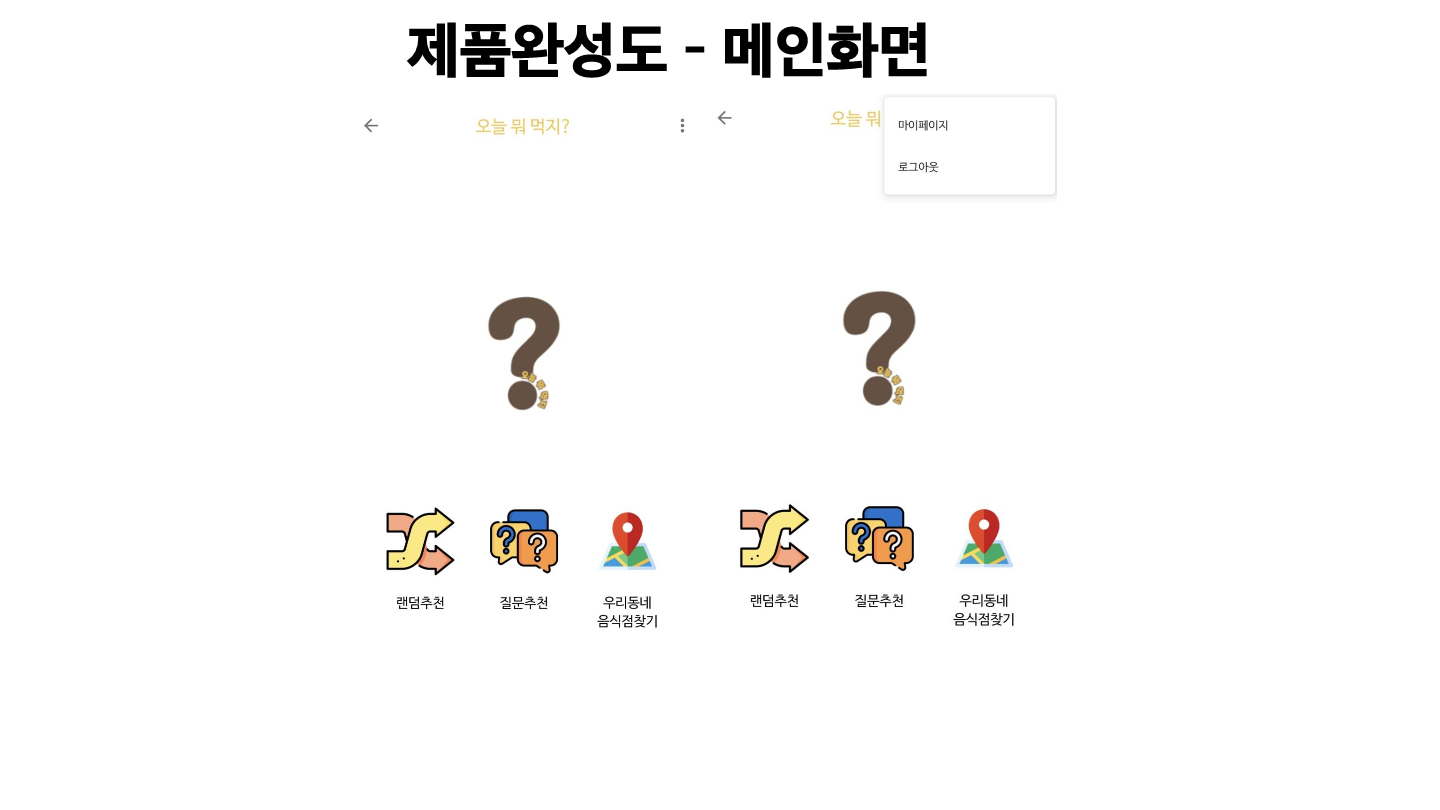 제품완성도 - 메인화면
오늘 뭐 먹지?
오늘 뭐
마이페이지
로그아웃
오늘 뭐 먹지
오늘 뭐 먹지
랜덤추천
질문추천
우리동네
음식점찾기
랜덤추천
질문추천
우리동네
음식점찾기